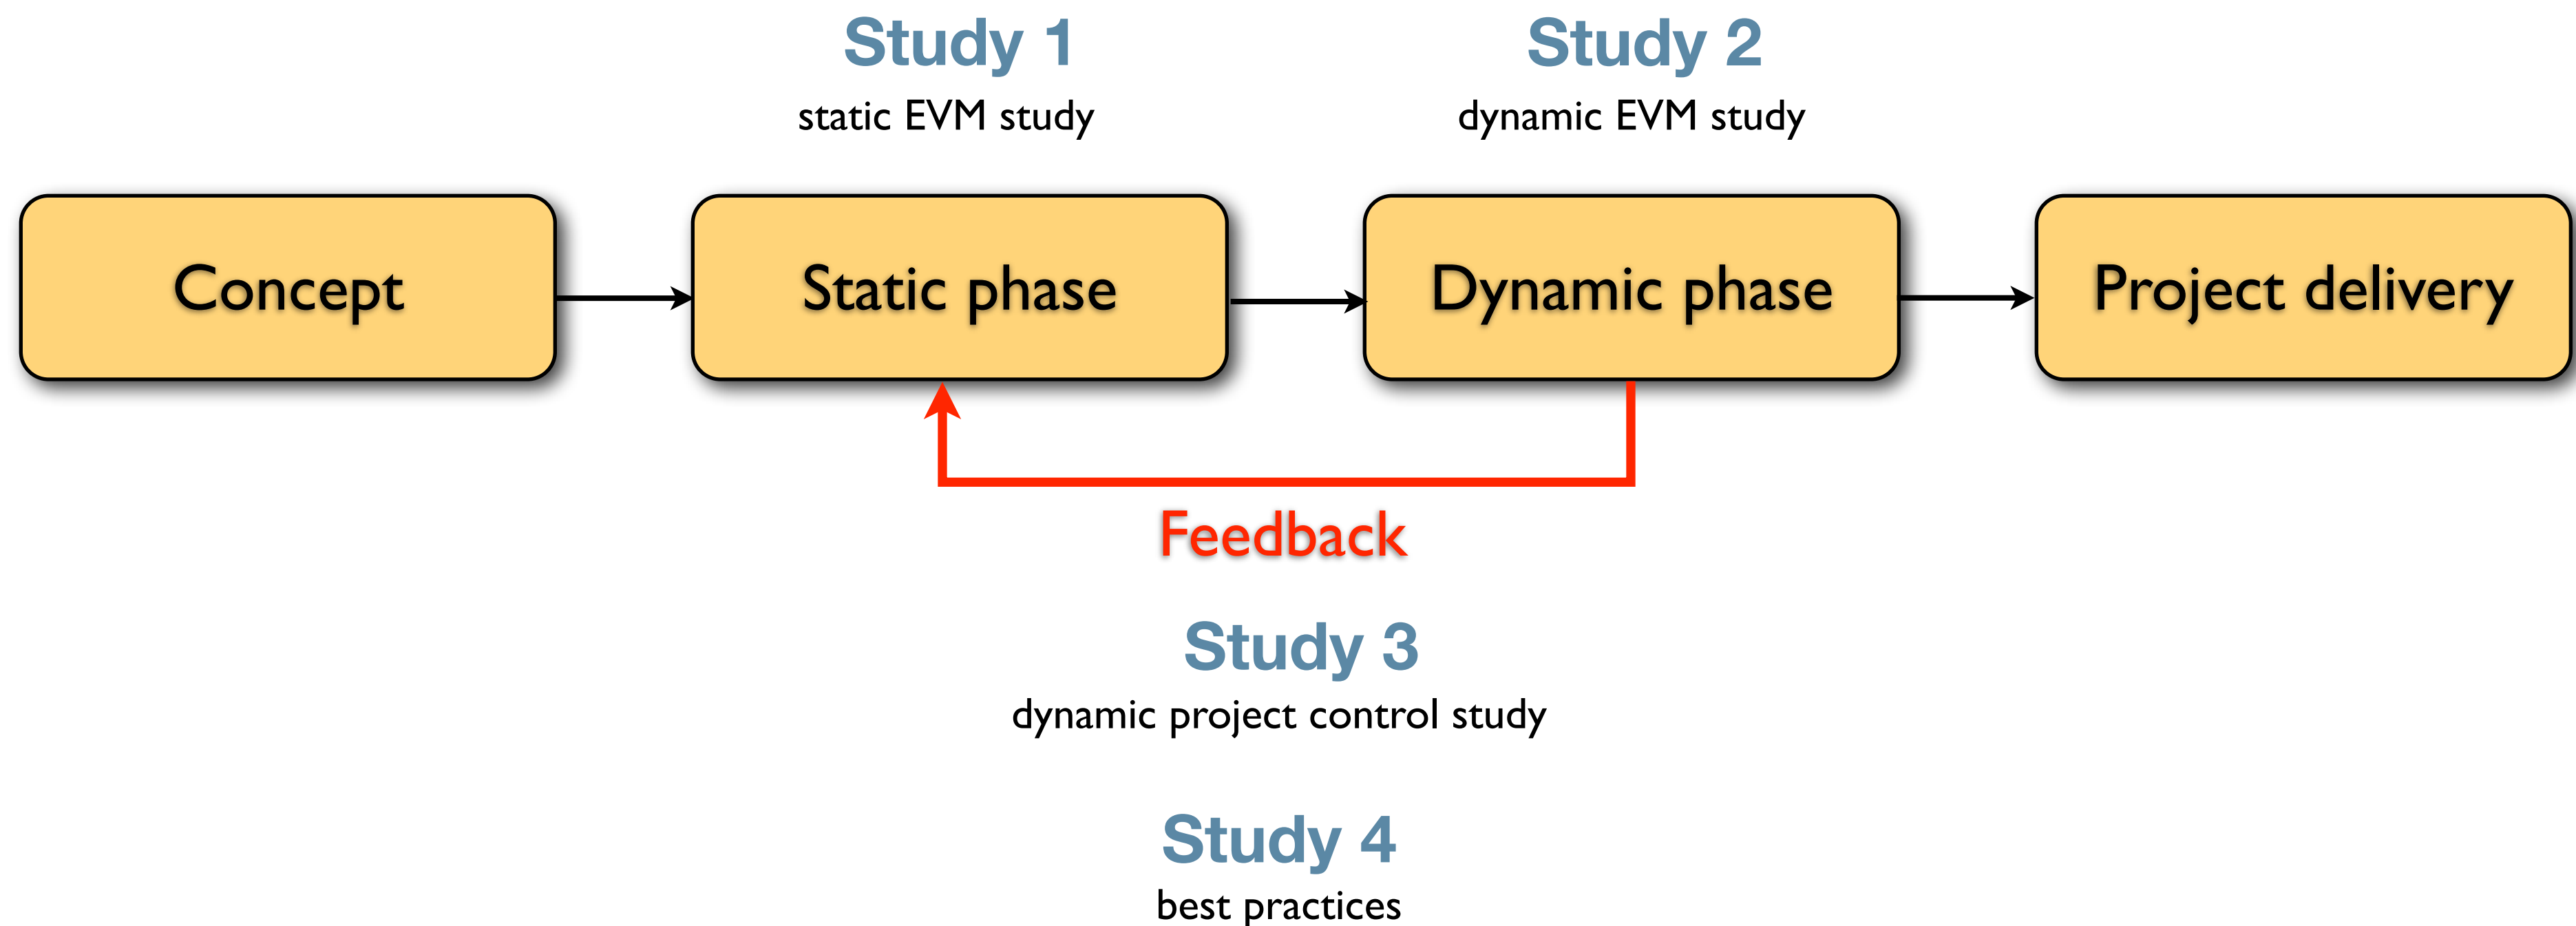 Study 1
static EVM study
Study 2
dynamic EVM study
Concept
Static phase
Dynamic phase
Project delivery
Feedback
Study 3
dynamic project control study
Study 4
best practices